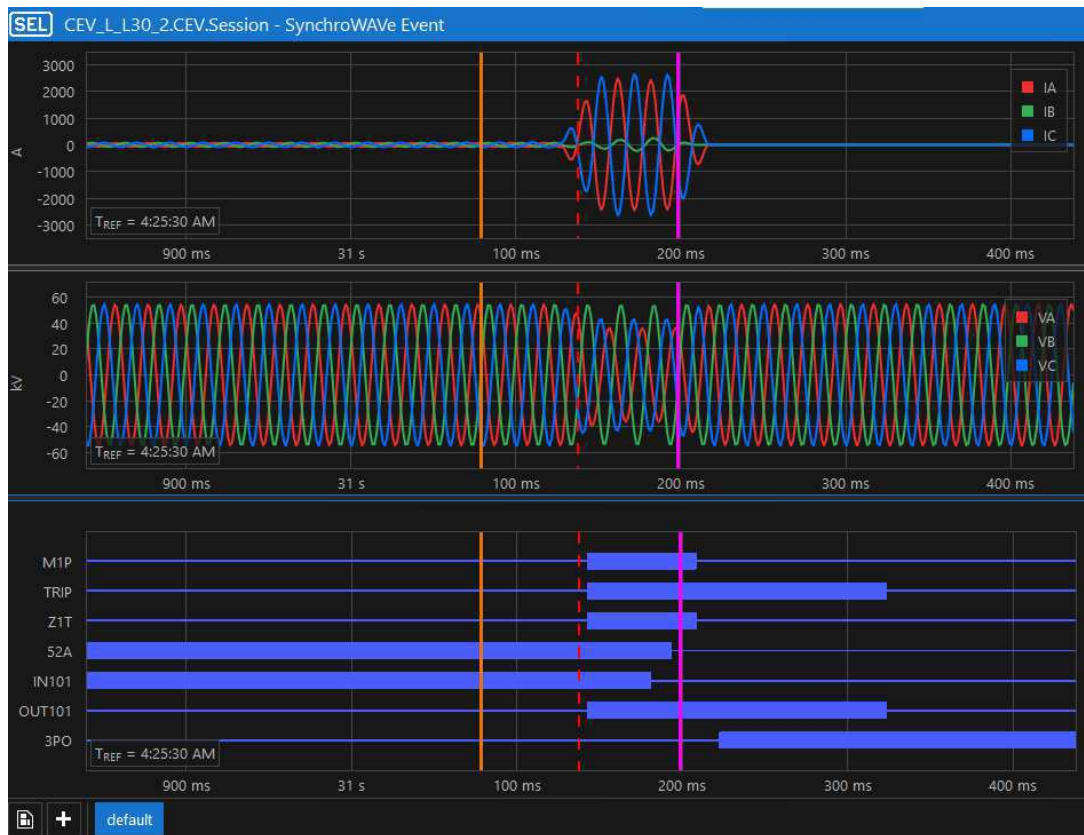 SEL CEV_L_L30_2.CEV.Session - SynchroWAVe Event
3000
2000
1000
0
-1000
-2000
-3000
A
IA
IB
IC
TREF = 4:25:30 AM
900 ms 31 s 100 ms 200 ms 300 ms 400 ms
60
40
20
0
-20
-40
-60
kV
VA
VB
VC
TREF = 4:25:30 AM
900 ms 31 s 100 ms 200 ms 300 ms 400 ms
M1P
TRIP
Z1T
52A
IN101
OUT101
3PO
TREF = 4:25:30 AM
900 ms 31 s 100 ms 200 ms 300 ms 400 ms
+ default